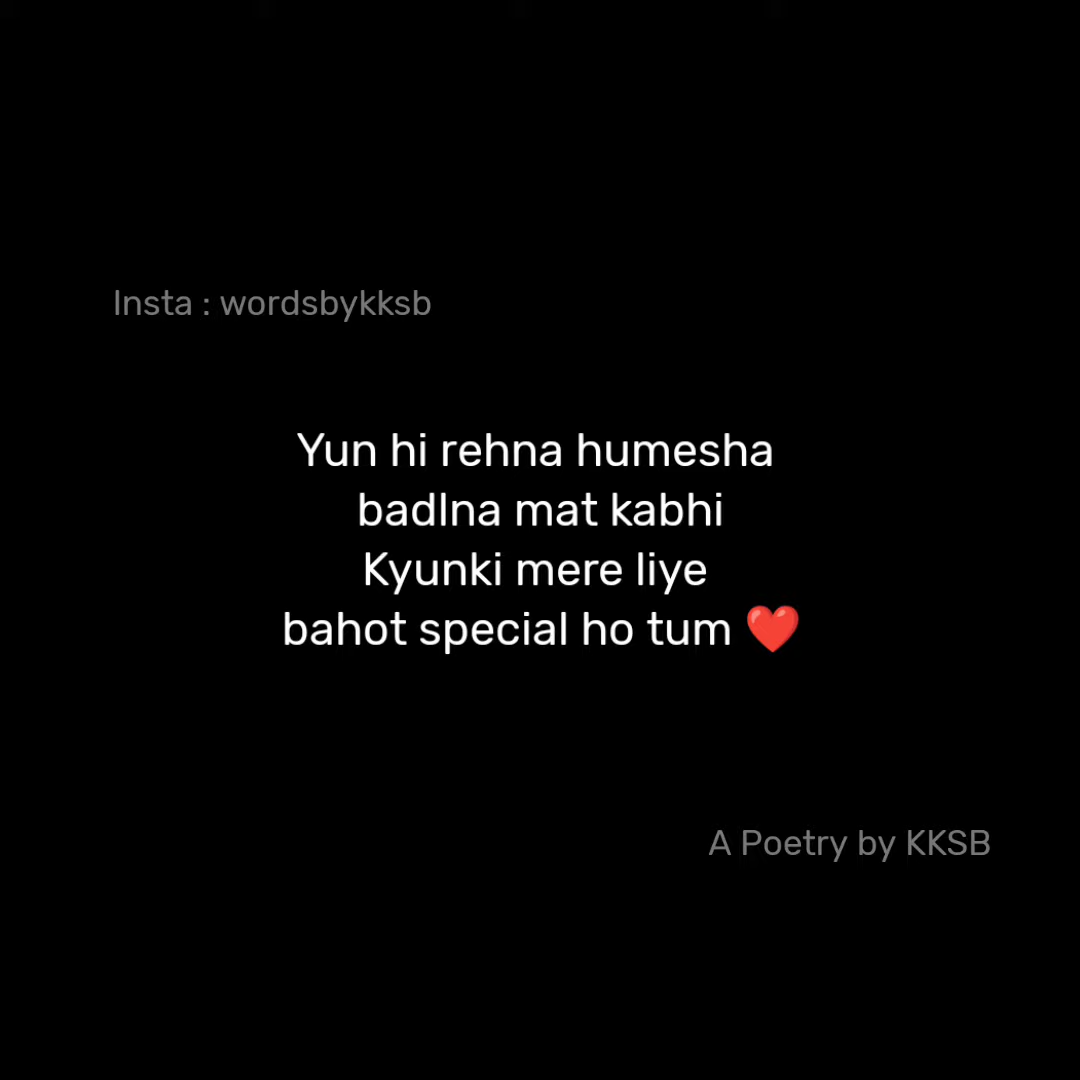 Insta : wordsbykksb
Yun hi rehna humesha
badlna mat kabhi
Kyunki mere liye
bahot special ho tum ❤️
A Poetry by KKSB